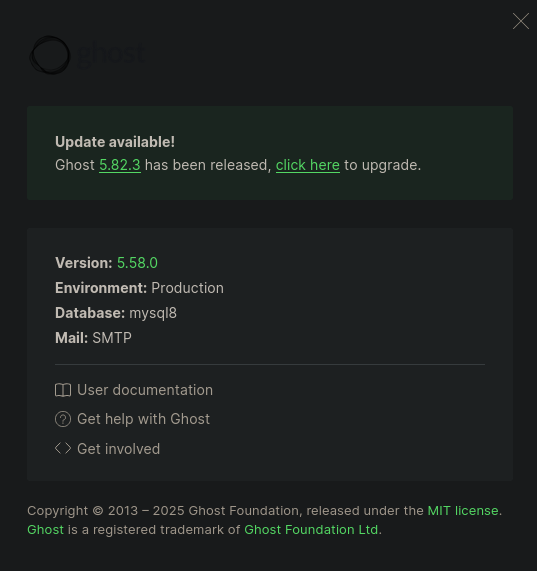 ghost
Update available!
Ghost 5.82.3 has been released, click here to upgrade.
Version: 5.58.0
Environment: Production
Database: mysql8
Mail: SMTP
User documentation
Get help with Ghost
Get involved
Copyright © 2013 – 2025 Ghost Foundation, released under the MIT license.
Ghost is a registered trademark of Ghost Foundation Ltd.